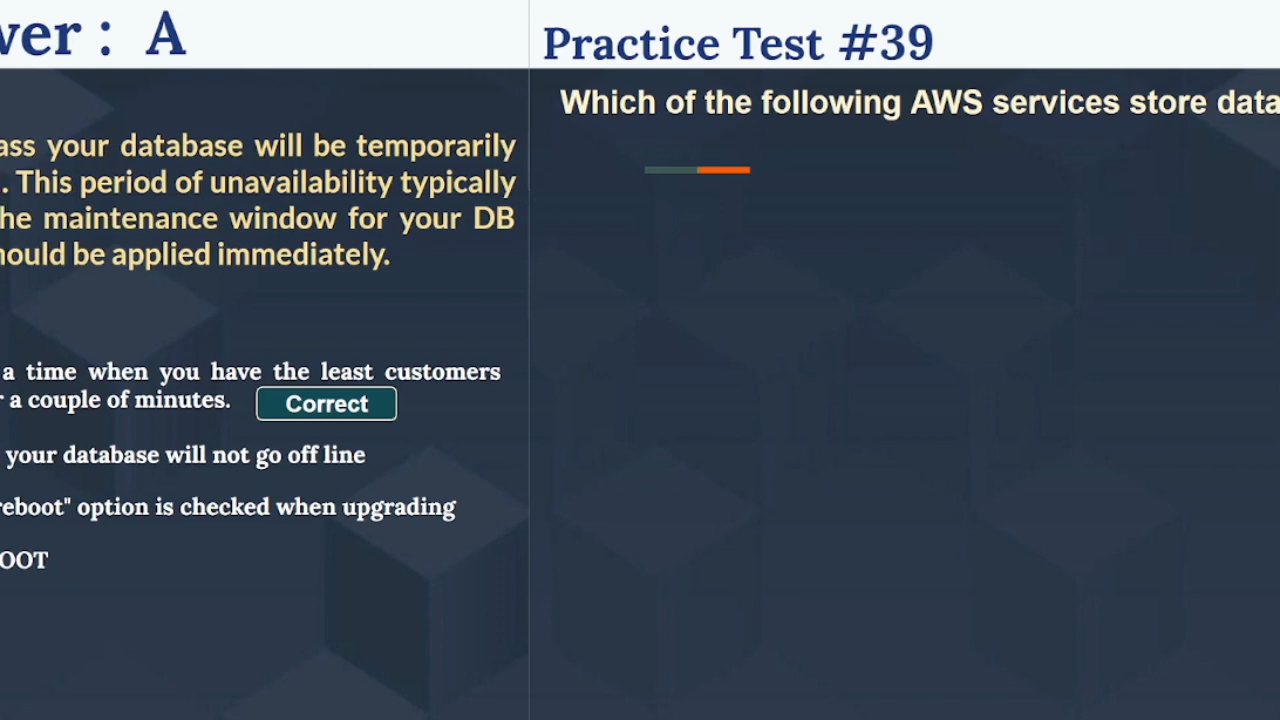 wer : A
ass your database will be temporarily
. This period of unavailability typically
he maintenance window for your DB
hould be applied immediately.
a time when you have the least customers
r a couple of minutes. Correct
your database will not go off line
reboot" option is checked when upgrading
OOT
Practice Test #39
Which of the following AWS services store data